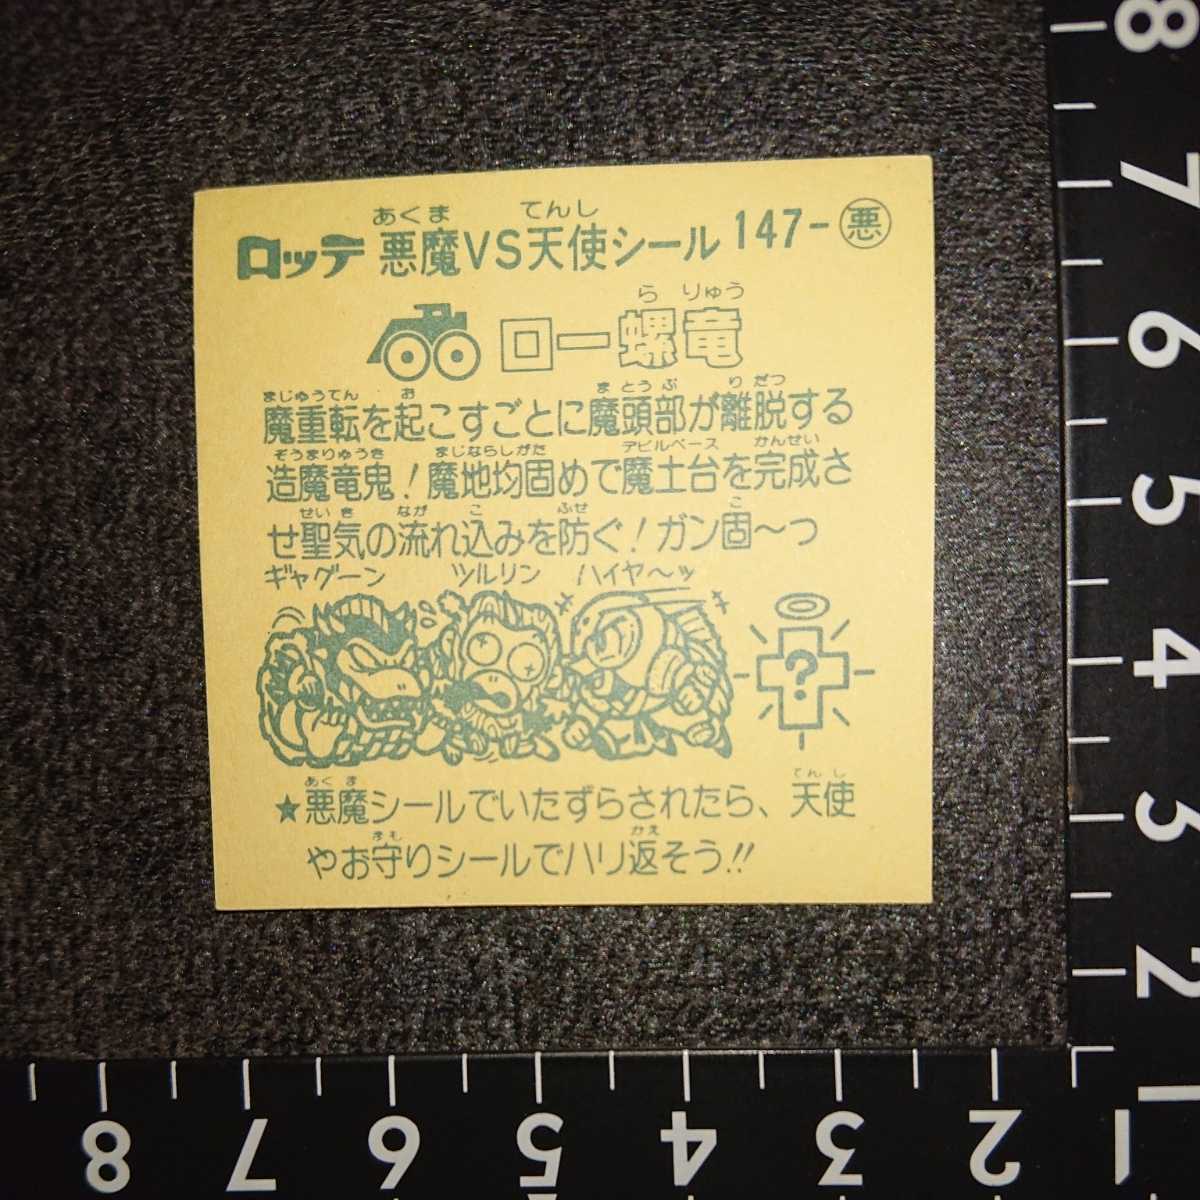 あくま てんし
ロッテ 悪魔VS天使シール 147-悪
ら りゅう
ロー螺竜
まじゅうてん お まとうぶ りだつ
魔重転を起こすごとに魔頭部が離脱する
ぞうまりゅうき まじならしがた デビルベース かんせい
造魔竜鬼!魔地均固めで魔土台を完成さ
せいき なが こ ふせ こ
せ聖気の流れ込みを防ぐ!ガン固〜つ
ギャグーン ツルリン ハイヤ〜ッ
?
あくま てんし
★悪魔シールでいたずらされたら、天使
まも かえ
やお守りシールでハリ返そう!!
8
7
6
5
4
3
2
1
8 7 6 5 4 3 2 1